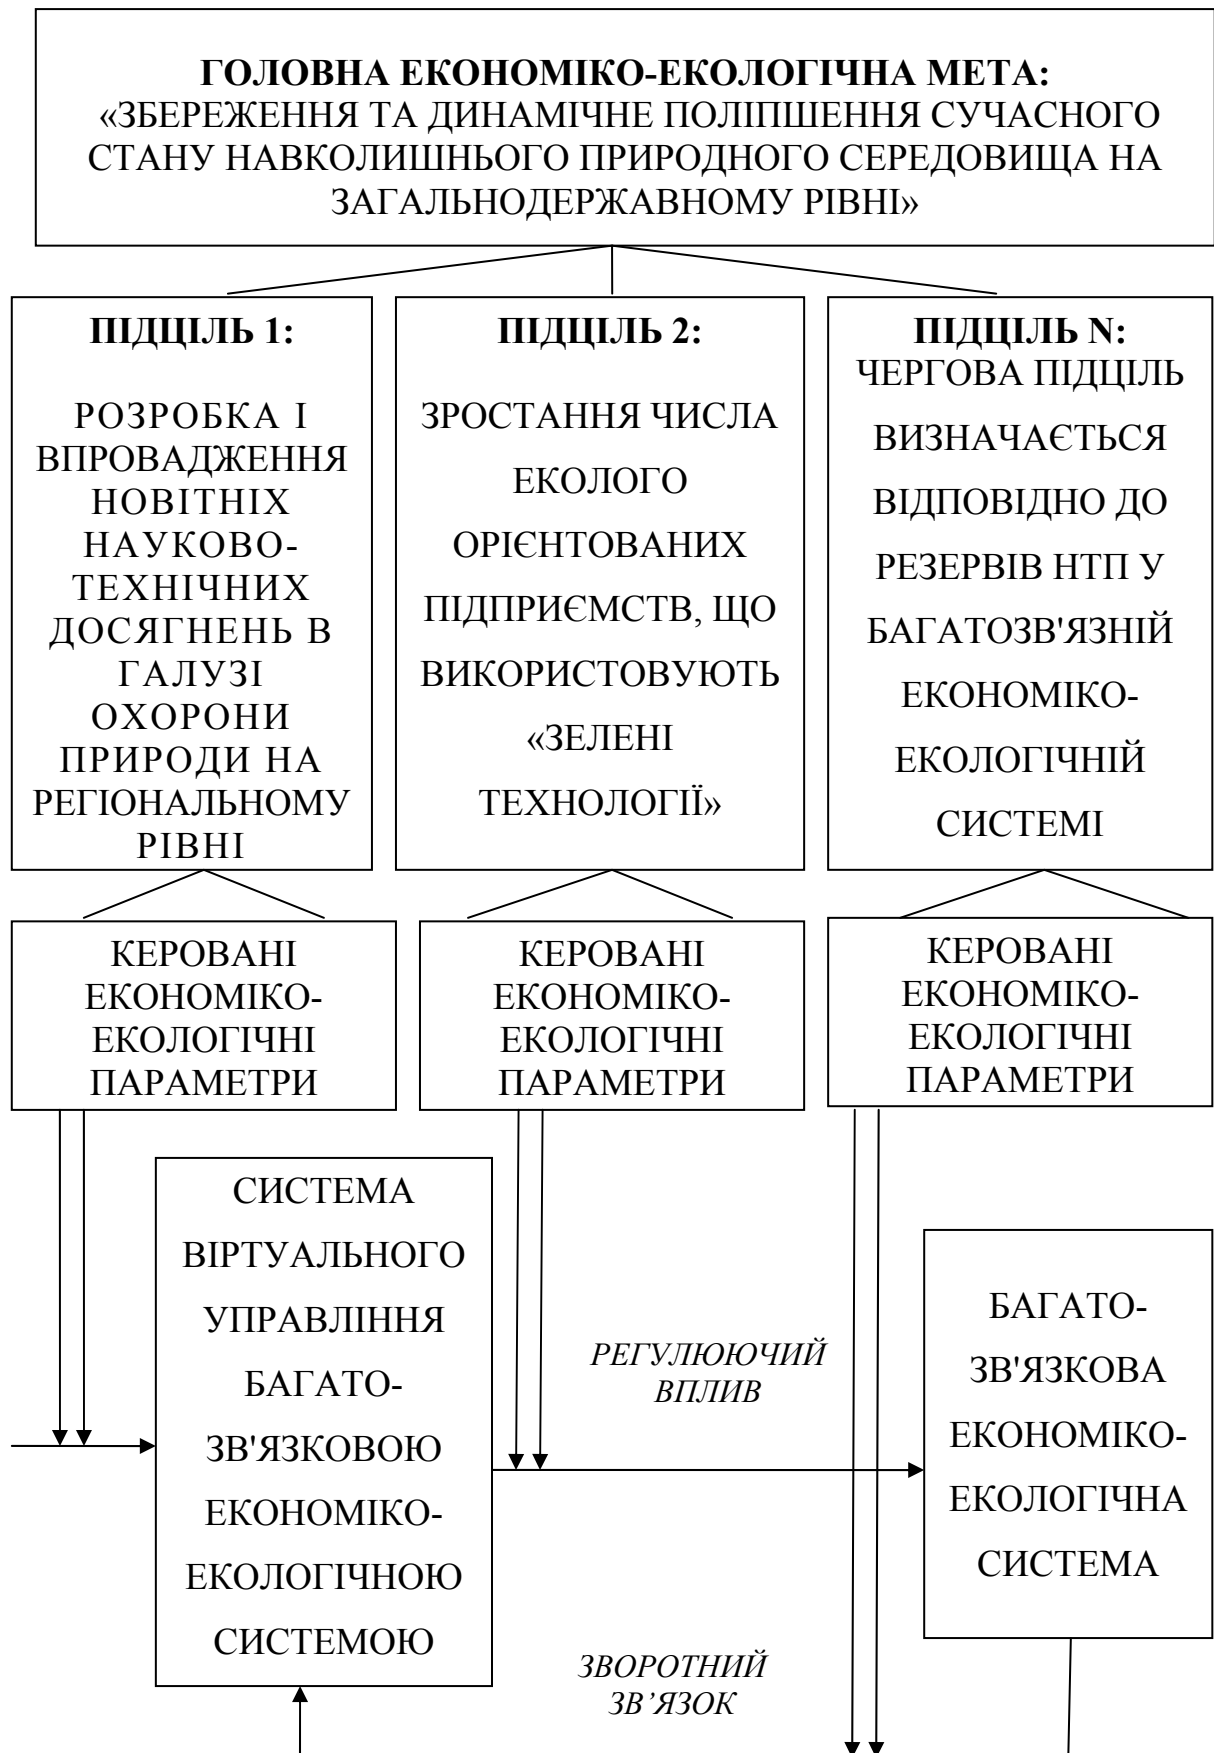 ГОЛОВНА ЕКОНОМІКО-ЕКОЛОГІЧНА МЕТА:
«ЗБЕРЕЖЕННЯ ТА ДИНАМІЧНЕ ПОЛІПШЕННЯ СУЧАСНОГО
СТАНУ НАВКОЛИШНЬОГО ПРИРОДНОГО СЕРЕДОВИЩА НА
ЗАГАЛЬНОДЕРЖАВНОМУ РІВНІ»
ПІДЦІЛЬ 1:
РОЗРОБКА І
ВПРОВАДЖЕННЯ
НОВІТНІХ
НАУКОВО-
ТЕХНІЧНИХ
ДОСЯГНЕНЬ В
ГАЛУЗІ
ОХОРОНИ
ПРИРОДИ НА
РЕГІОНАЛЬНОМУ
РІВНІ
ПІДЦІЛЬ 2:
ЗРОСТАННЯ ЧИСЛА
ЕКОЛОГО
ОРІЄНТОВАНИХ
ПІДПРИЄМСТВ, ЩО
ВИКОРИСТОВУЮТЬ
«ЗЕЛЕНІ
ТЕХНОЛОГІЇ»
ПІДЦІЛЬ N:
ЧЕРГОВА ПІДЦІЛЬ
ВИЗНАЧАЄТЬСЯ
ВІДПОВІДНО ДО
РЕЗЕРВІВ НТП У
БАГАТОЗВ'ЯЗНІЙ
ЕКОНОМІКО-
ЕКОЛОГІЧНІЙ
СИСТЕМІ
КЕРОВАНІ
ЕКОНОМІКО-
ЕКОЛОГІЧНІ
ПАРАМЕТРИ
КЕРОВАНІ
ЕКОНОМІКО-
ЕКОЛОГІЧНІ
ПАРАМЕТРИ
КЕРОВАНІ
ЕКОНОМІКО-
ЕКОЛОГІЧНІ
ПАРАМЕТРИ
СИСТЕМА
ВІРТУАЛЬНОГО
УПРАВЛІННЯ
БАГАТО-
ЗВ'ЯЗКОВОЮ
ЕКОНОМІКО-
ЕКОЛОГІЧНОЮ
СИСТЕМОЮ
РЕГУЛЮЮЧИЙ
ВПЛИВ
БАГАТО-
ЗВ'ЯЗКОВА
ЕКОНОМІКО-
ЕКОЛОГІЧНА
СИСТЕМА
ЗВОРОТНИЙ
ЗВ’ЯЗОК